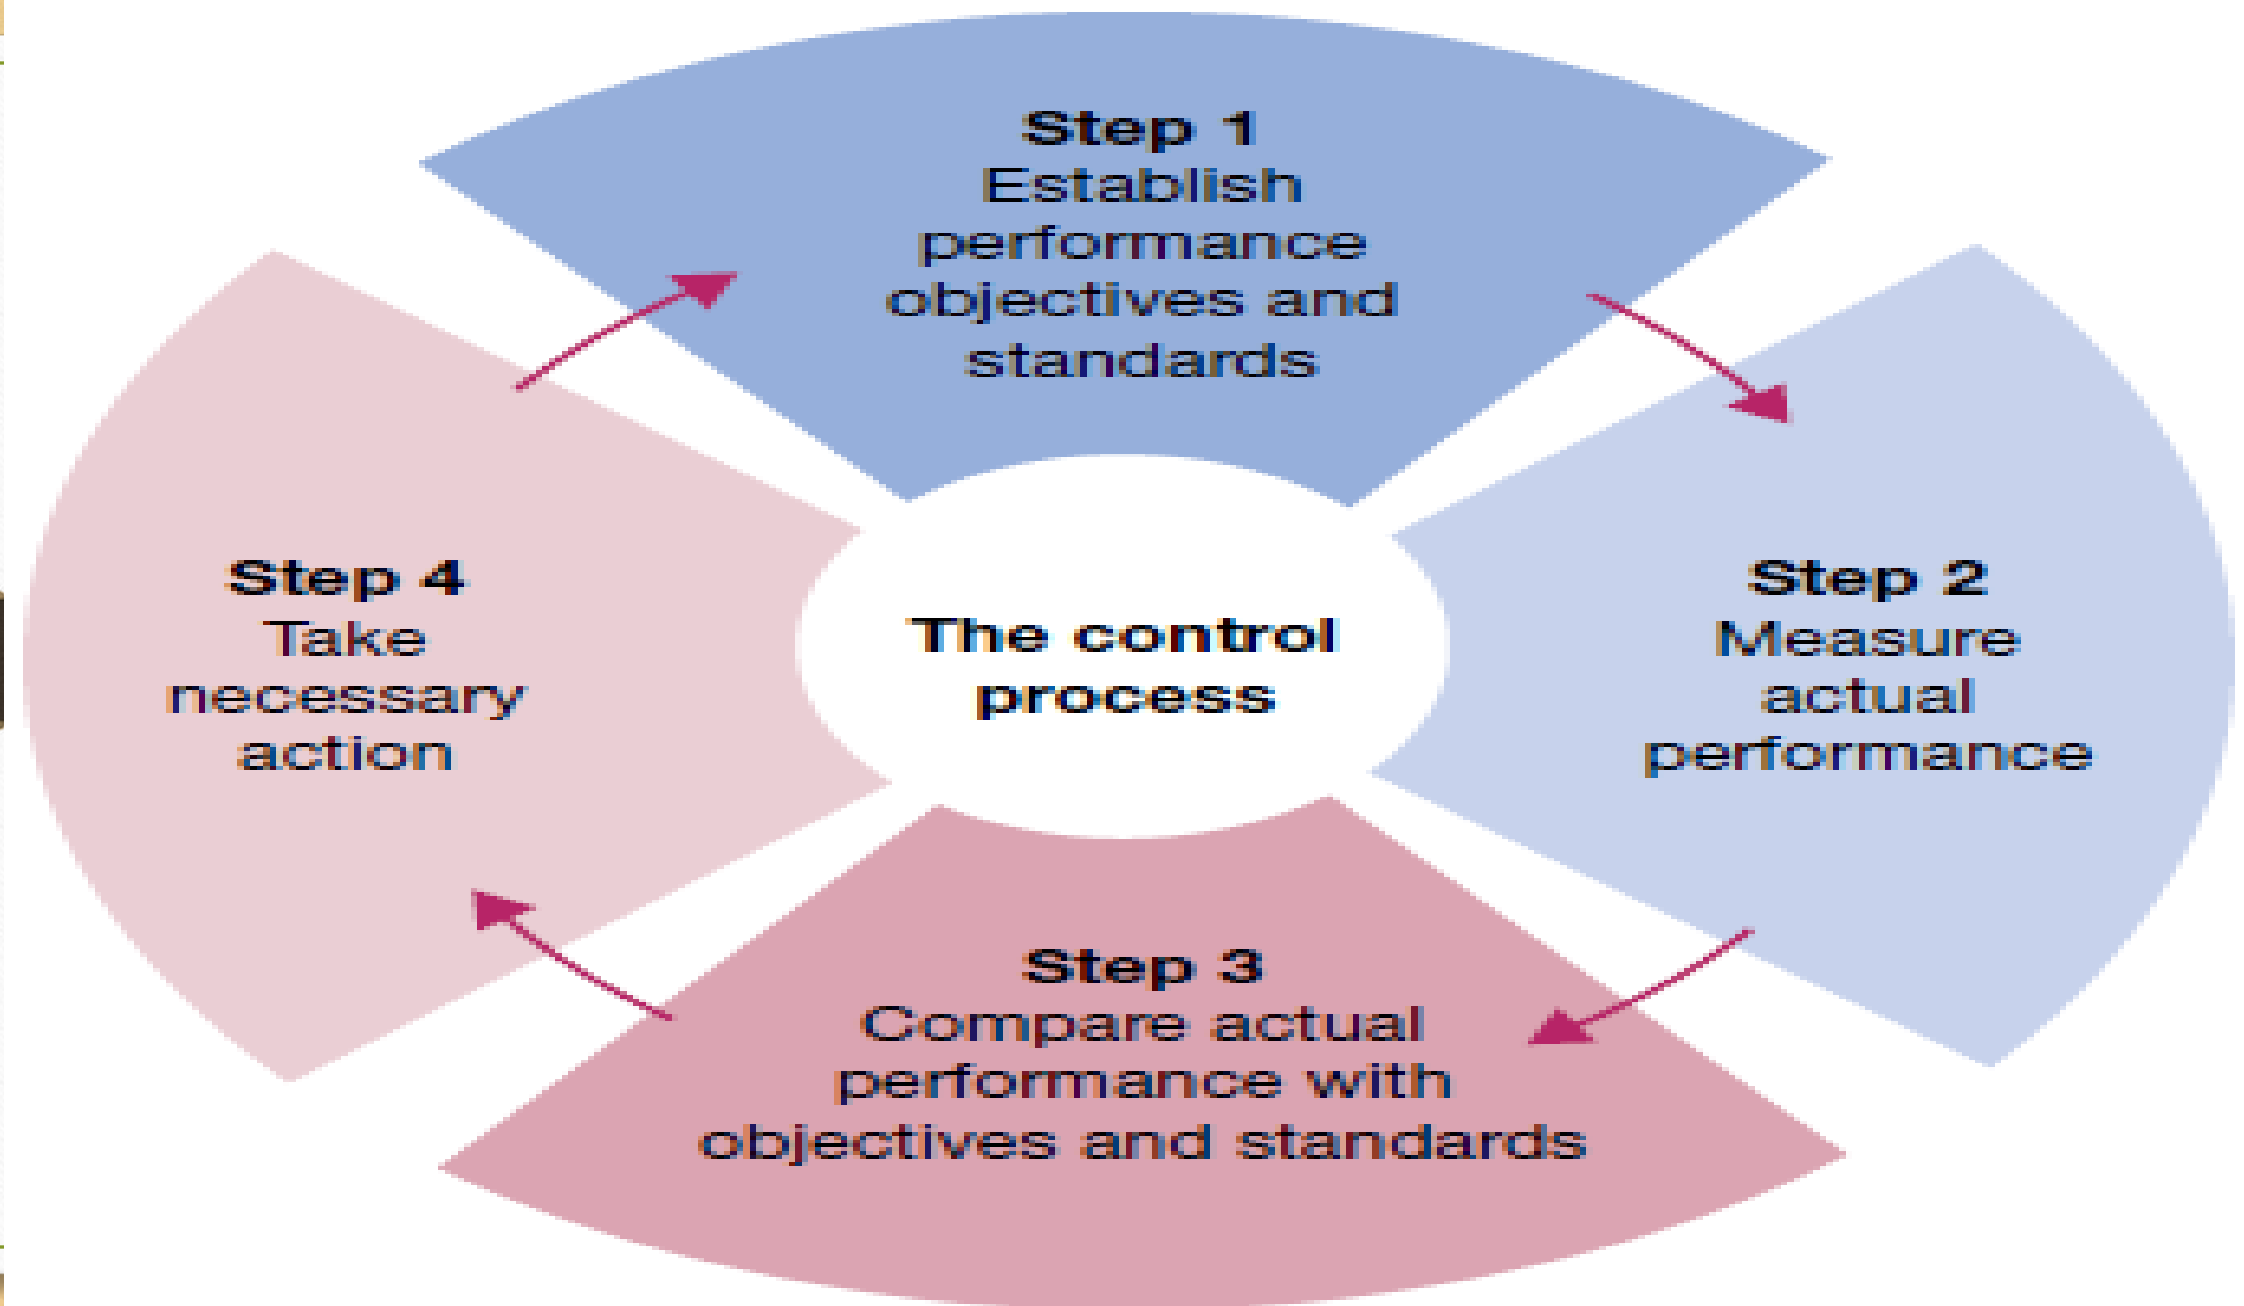 Step 1
Establish
performance
objectives and
standards
Step 2
Measure
actual
performance
Step 3
Compare actual
performance with
objectives and standards
Step 4
Take
necessary
action
The control
process